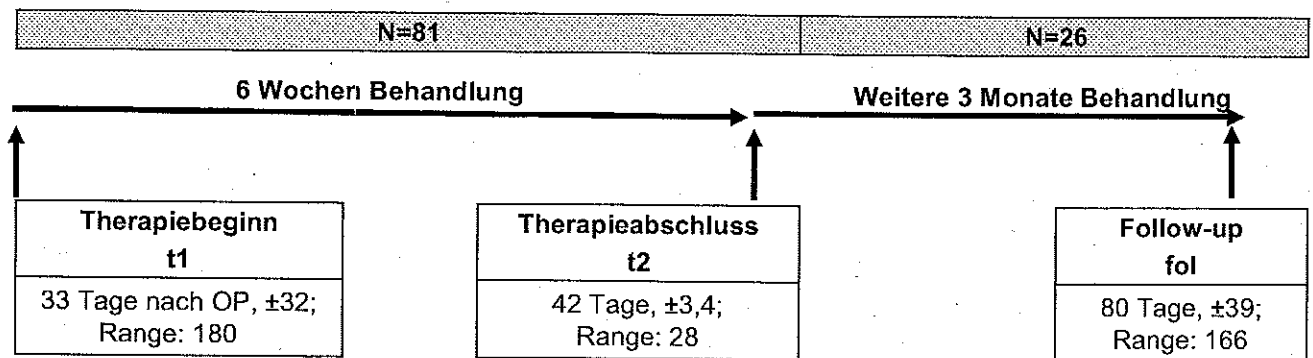 N=81
N=26
6 Wochen Behandlung
Weitere 3 Monate Behandlung
Therapiebeginn
t1
33 Tage nach OP, ±32;
Range: 180
Therapieabschluss
t2
42 Tage, ±3,4;
Range: 28
Follow-up
fol
80 Tage, ±39;
Range: 166